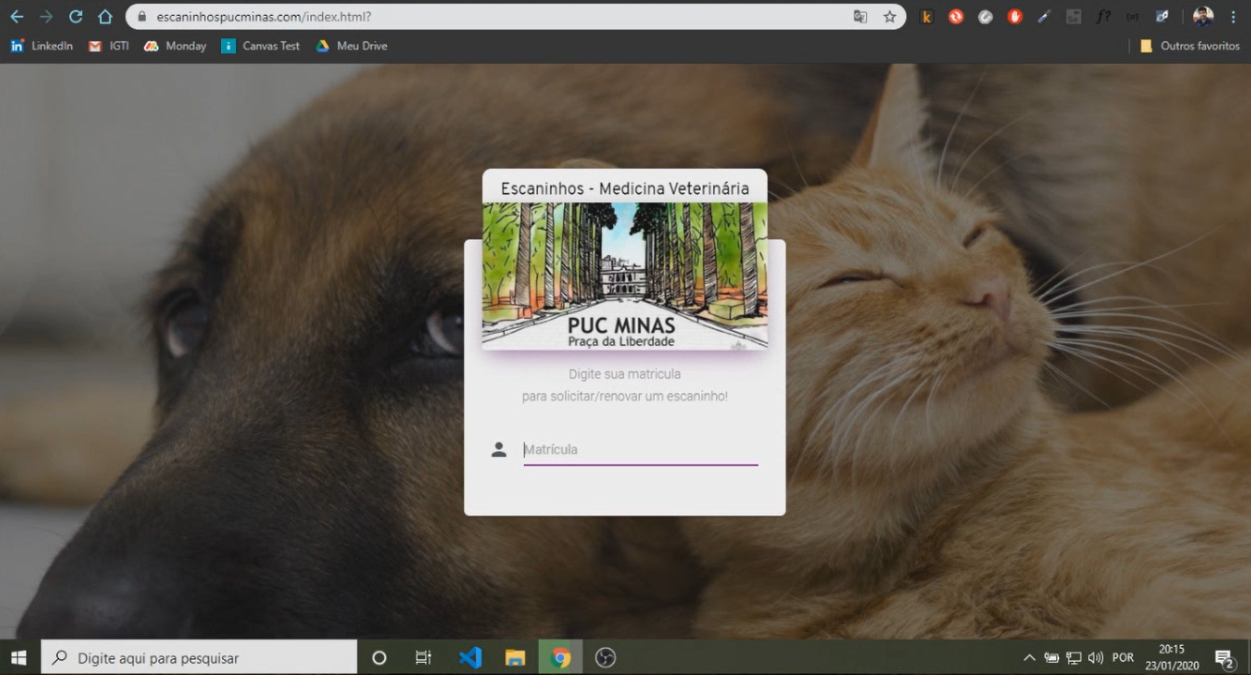 escaninhospucminas.com/index.html?
LinkedIn
IGTI
Monday
Canvas Test
Meu Drive
Outros favoritos
Escaninhos - Medicina Veterinária
PUC MINAS
Praça da Liberdade
Digite sua matricula
para solicitar/renovar um escaninho!
Matrícula
Digite aqui para pesquisar
POR
20:15
23/01/2020
2